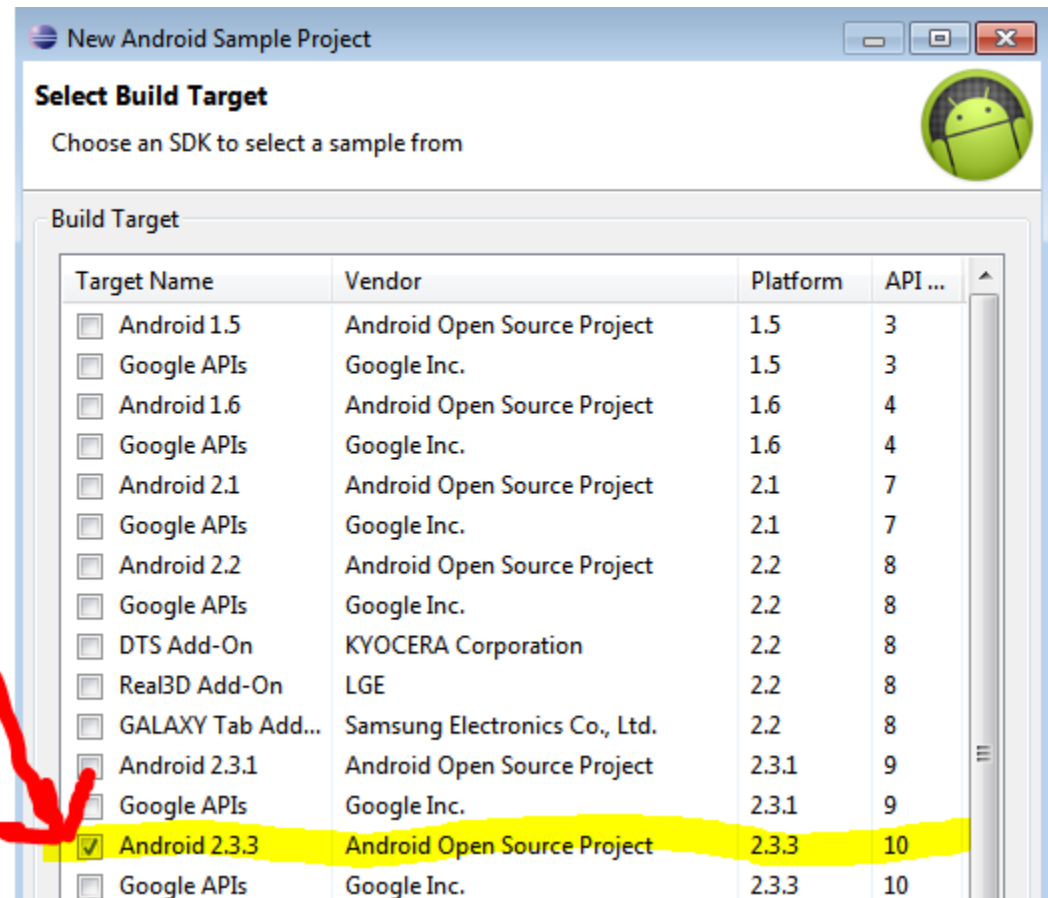 New Android Sample Project
Select Build Target
Choose an SDK to select a sample from
Build Target
Target Name Vendor Platform API ...
Android 1.5 Android Open Source Project 1.5 3
Google APIs Google Inc. 1.5 3
Android 1.6 Android Open Source Project 1.6 4
Google APIs Google Inc. 1.6 4
Android 2.1 Android Open Source Project 2.1 7
Google APIs Google Inc. 2.1 7
Android 2.2 Android Open Source Project 2.2 8
Google APIs Google Inc. 2.2 8
DTS Add-On KYOCERA Corporation 2.2 8
Real3D Add-On LGE 2.2 8
GALAXY Tab Add... Samsung Electronics Co., Ltd. 2.2 8
Android 2.3.1 Android Open Source Project 2.3.1 9
Google APIs Google Inc. 2.3.1 9
Android 2.3.3 Android Open Source Project 2.3.3 10
Google APIs Google Inc. 2.3.3 10